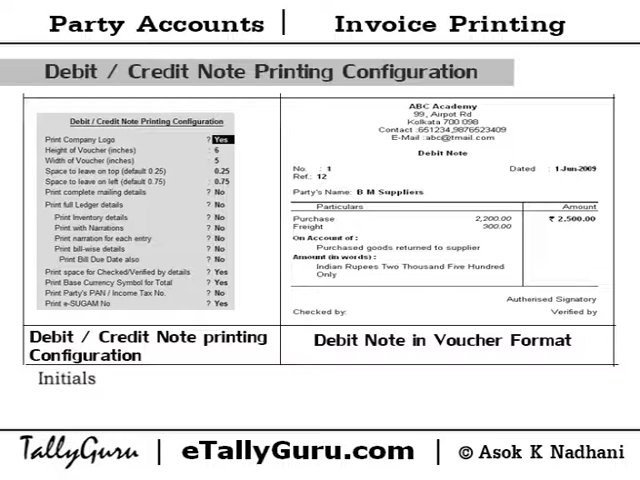 Party Accounts | Invoice Printing
Debit / Credit Note Printing Configuration
Debit / Credit Note Printing Configuration
Print Company Logo ? Yes
Height of Voucher (inches) : 6
Width of Voucher (inches) : 5
Space to leave on top (default 0.25) : 0.25
Space to leave on left (default 0.75) : 0.75
Print complete mailing details ? No
Print full Ledger details ? No
Print Inventory details ? No
Print with Narrations ? No
Print narration for each entry ? No
Print bill-wise details ? No
Print Bill Due Date also ? No
Print space for Checked/Verified by details ? Yes
Print Base Currency Symbol for Total ? Yes
Print Party's PAN / Income Tax No. ? No
Print e-SUGAM No ? Yes
Debit / Credit Note printing
Configuration
ABC Academy
99, Airpot Rd
Kolkata 700 098
Contact :651234,9876523409
E-Mail :abc@tmail.com
Debit Note
No. : 1 Dated : 1-Jun-2009
Ref.: 12
Party's Name: B M Suppliers
Particulars Amount
Purchase 2,200.00 ₹ 2,500.00
Freight 300.00
On Account of :
Purchased goods returned to supplier
Amount (in words) :
Indian Rupees Two Thousand Five Hundred
Only
Authorised Signatory
Checked by: Verified by
Debit Note in Voucher Format
Initials
TallyGuru | eTallyGuru.com | © Asok K Nadhani